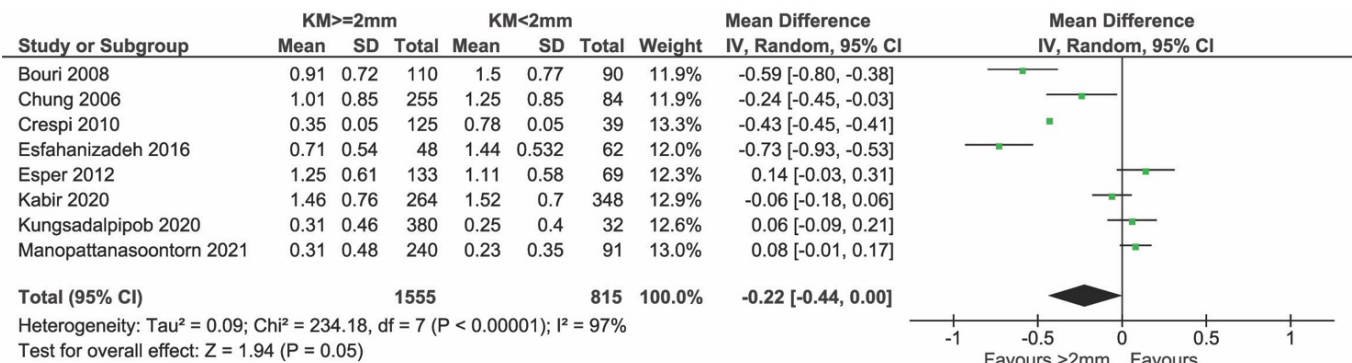 KM>=2mm KM<2mm Mean Difference Mean Difference
Study or Subgroup Mean SD Total Mean SD Total Weight IV, Random, 95% CI IV, Random, 95% CI
Bouri 2008 0.91 0.72 110 1.5 0.77 90 11.9% -0.59 [-0.80, -0.38]
Chung 2006 1.01 0.85 255 1.25 0.85 84 11.9% -0.24 [-0.45, -0.03]
Crespi 2010 0.35 0.05 125 0.78 0.05 39 13.3% -0.43 [-0.45, -0.41]
Esfahanizadeh 2016 0.71 0.54 48 1.44 0.532 62 12.0% -0.73 [-0.93, -0.53]
Esper 2012 1.25 0.61 133 1.11 0.58 69 12.3% 0.14 [-0.03, 0.31]
Kabir 2020 1.46 0.76 264 1.52 0.7 348 12.9% -0.06 [-0.18, 0.06]
Kungsadalpipob 2020 0.31 0.46 380 0.25 0.4 32 12.6% 0.06 [-0.09, 0.21]
Manopattanasoontorn 2021 0.31 0.48 240 0.23 0.35 91 13.0% 0.08 [-0.01, 0.17]
Total (95% CI) 1555 815 100.0% -0.22 [-0.44, 0.00]
Heterogeneity: Tau² = 0.09; Chi² = 234.18, df = 7 (P < 0.00001); I² = 97%
Test for overall effect: Z = 1.94 (P = 0.05)
-1 -0.5 0 0.5 1
Favours >2mm Favours